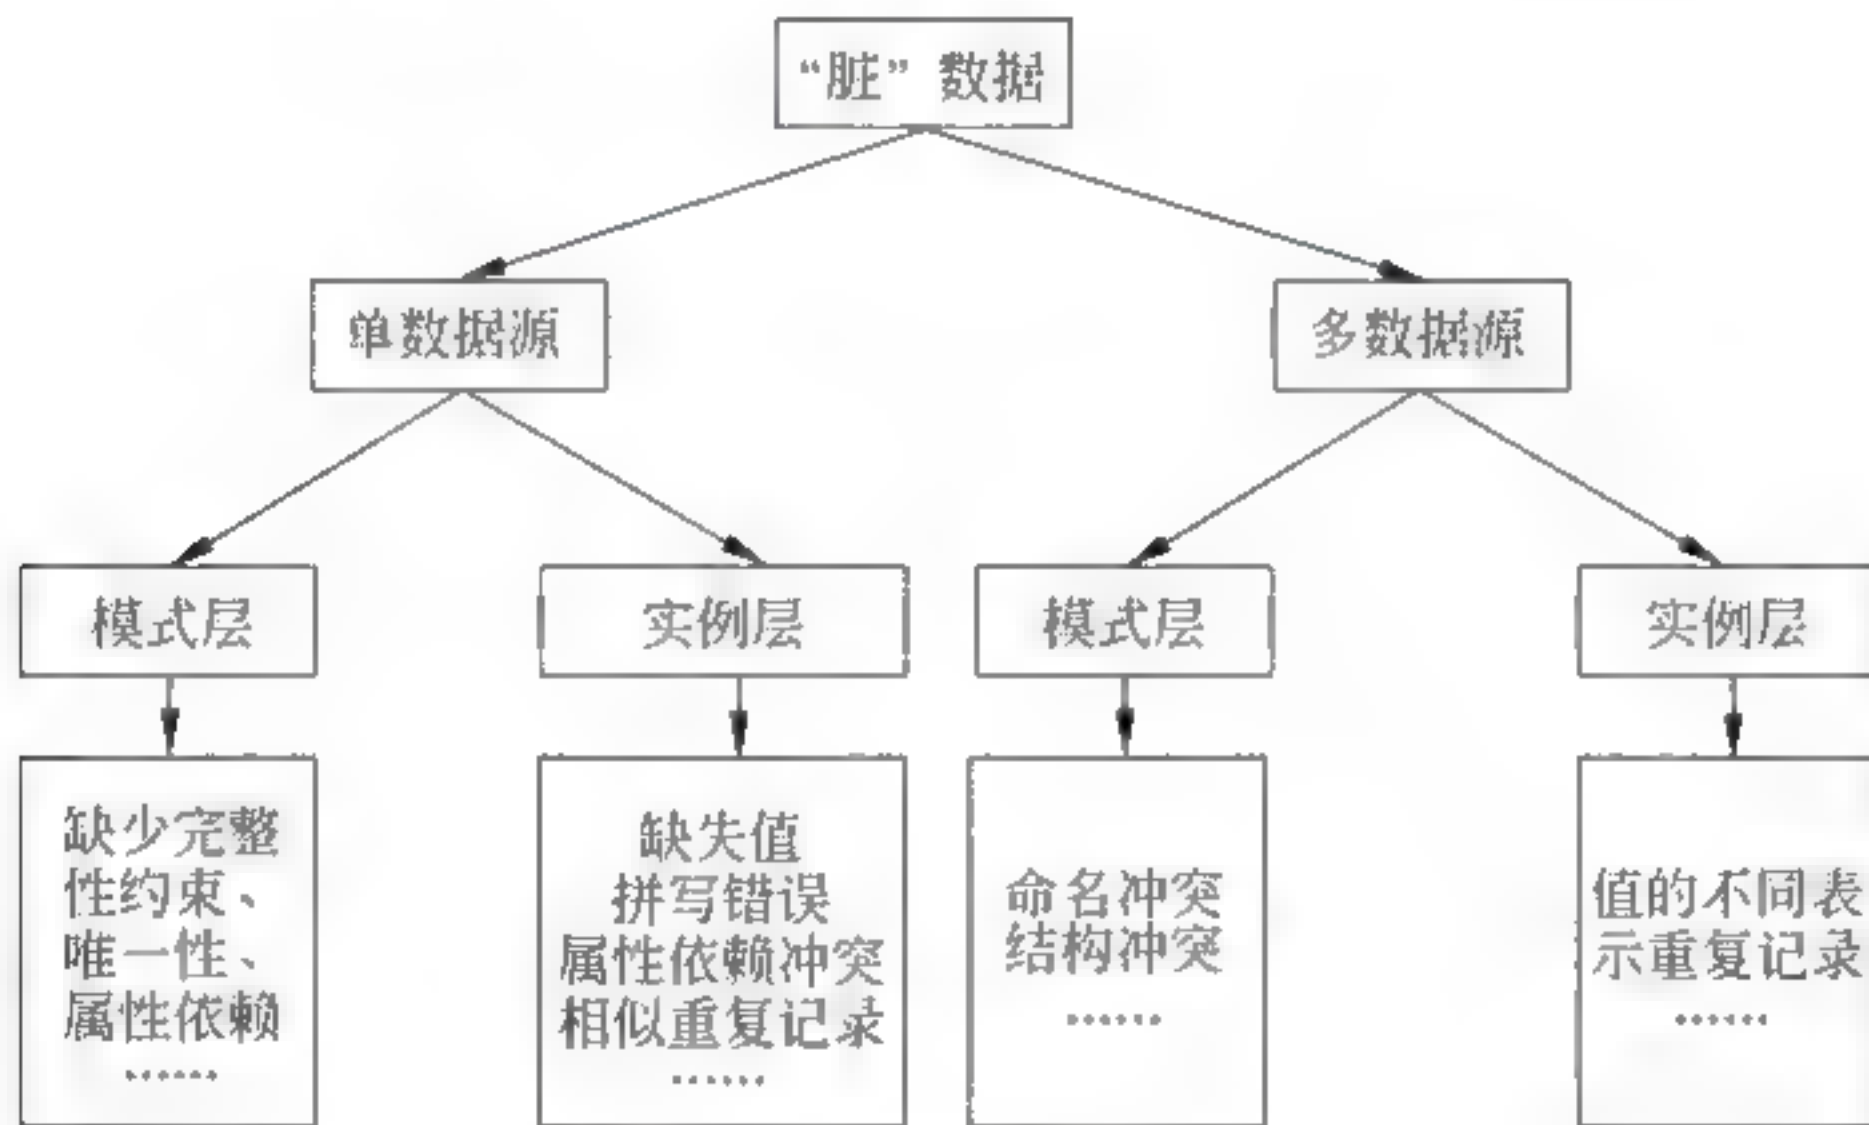 “脏” 数据
单数据源
多数据源
模式层
实例层
模式层
实例层
缺少完整
性约束、
唯一性、
属性依赖
……
缺失值
拼写错误
属性依赖冲突
相似重复记录
……
命名冲突
结构冲突
……
值的不同表
示重复记录
……